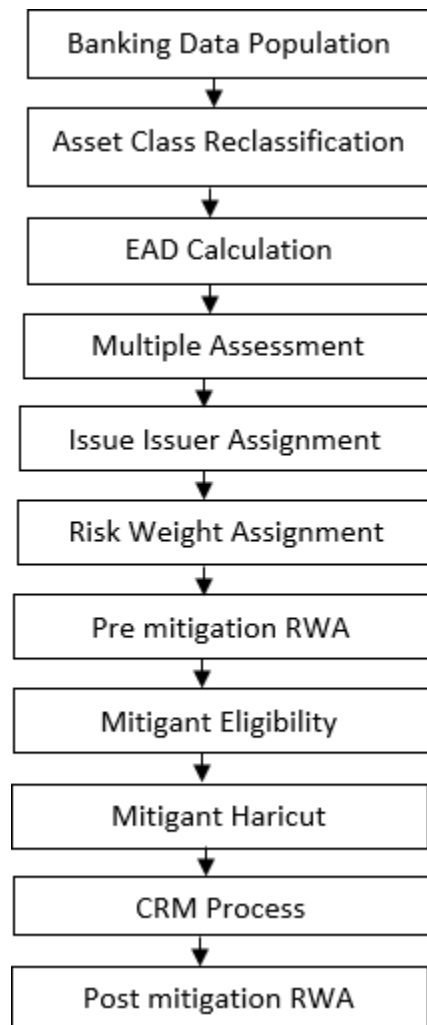 Banking Data Population
Asset Class Reclassification
EAD Calculation
Multiple Assessment
Issue Issuer Assignment
Risk Weight Assignment
Pre mitigation RWA
Mitigant Eligibility
Mitigant Haricut
CRM Process
Post mitigation RWA